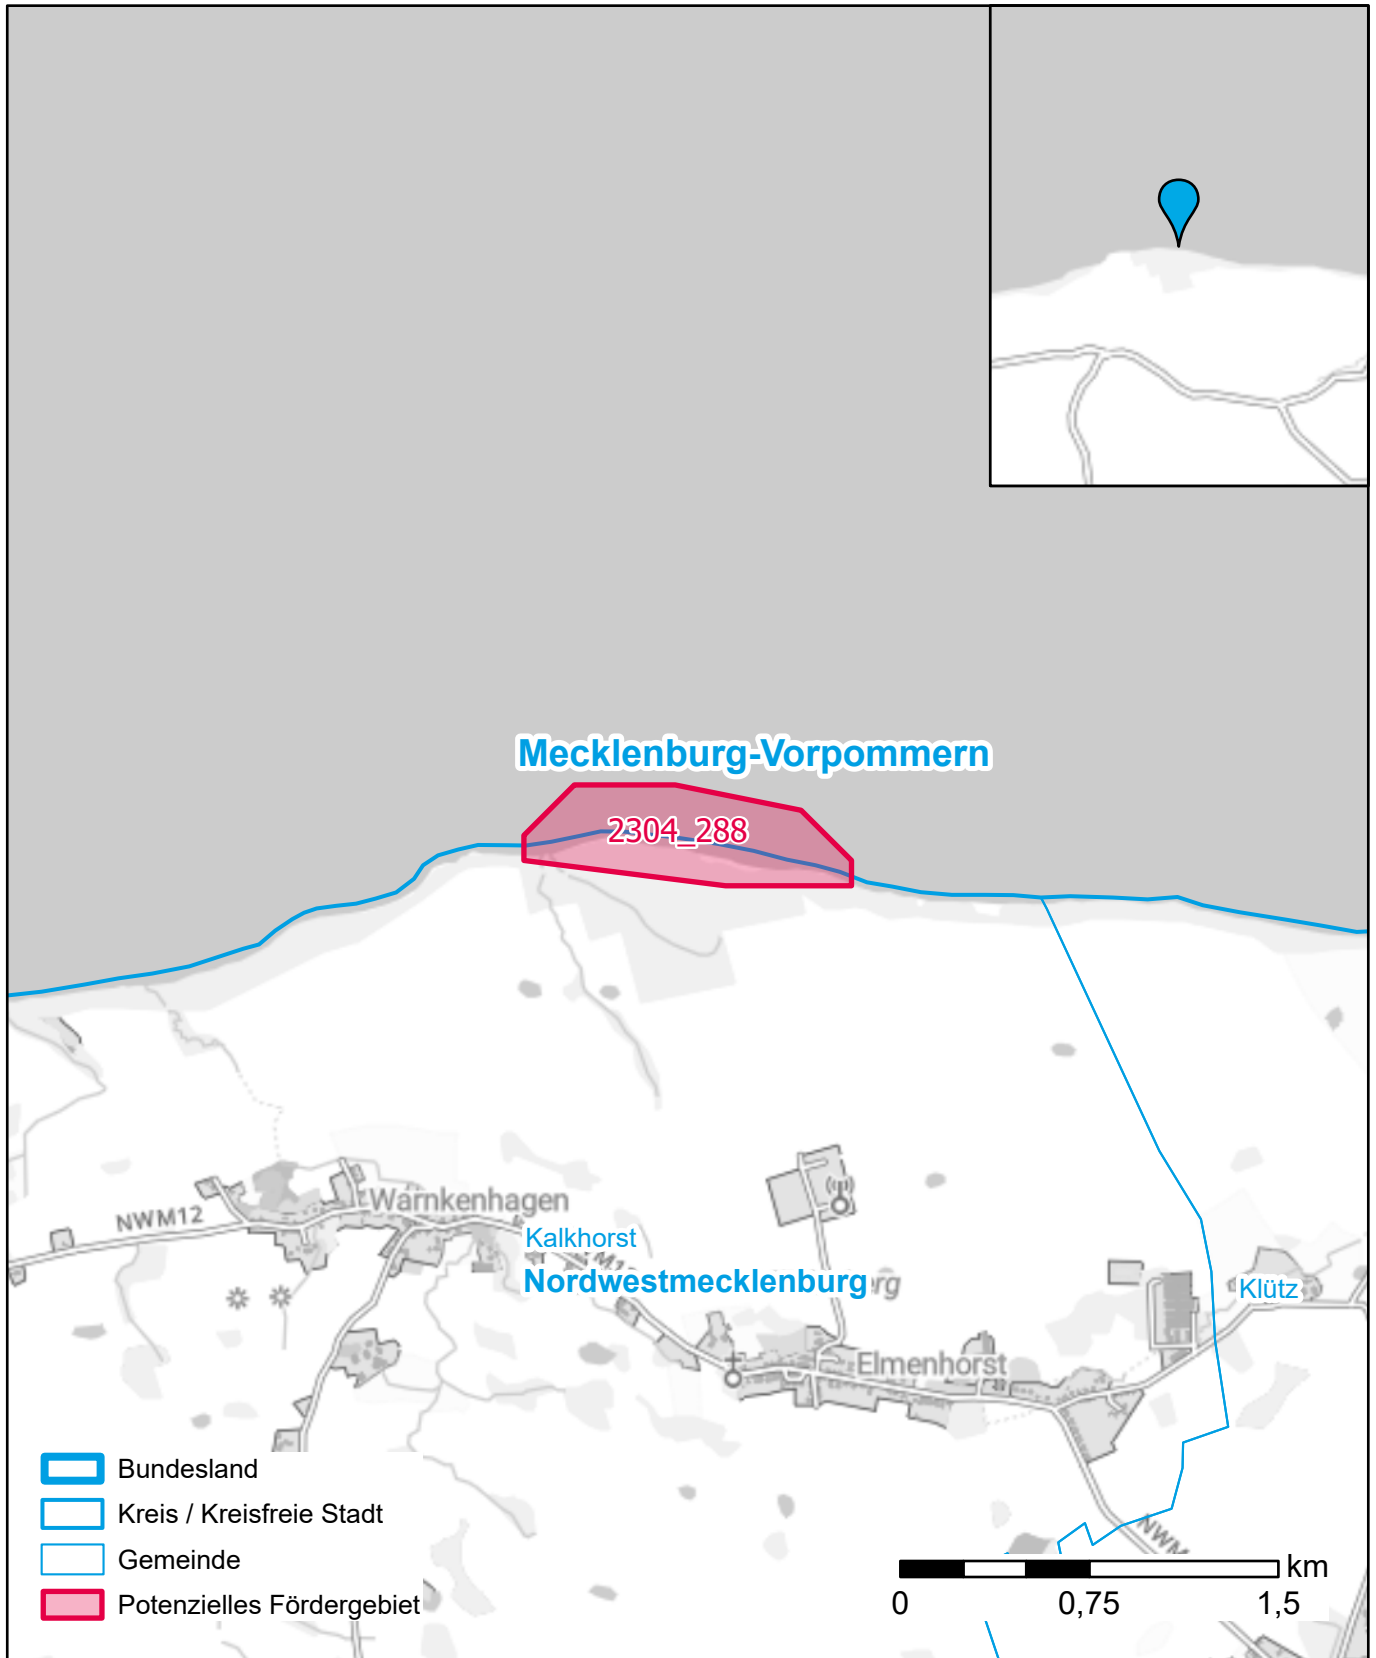 Mecklenburg-Vorpommern
2304_288
Warnkenhagen
NWM12
Kalkhorst
Nordwestmecklenburg
Klütz
Elmenhorst
NWM
Bundesland
Kreis / Kreisfreie Stadt
Gemeinde
Potenzielles Fördergebiet
km
0 0,75 1,5